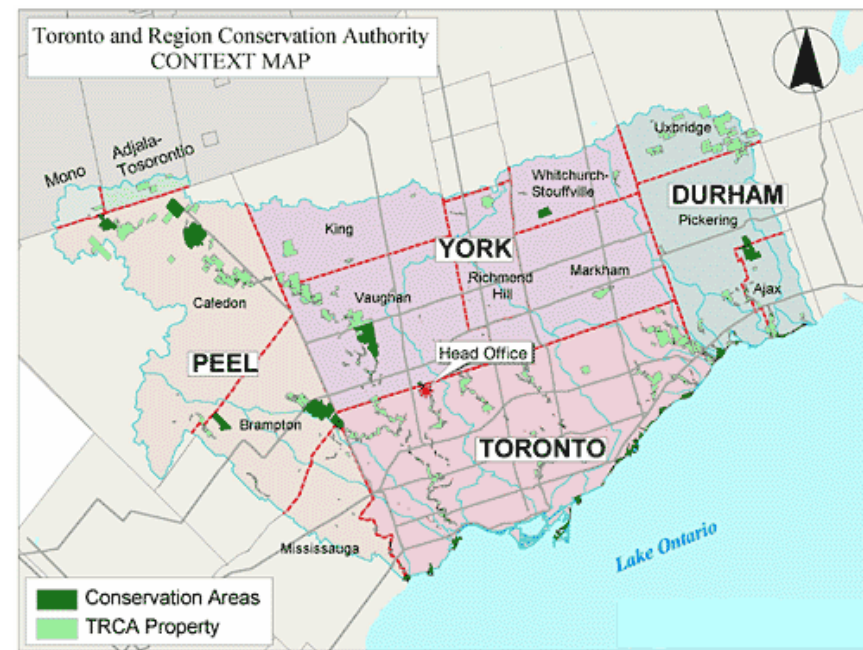 Toronto and Region Conservation Authority
CONTEXT MAP
Mono
Adjala-
Tosorontio
Uxbridge
Whitchurch-
Stouffville
DURHAM
Pickering
King
YORK
Richmond
Hill
Markham
Vaughan
Caledon
Ajax
PEEL
Head Office
Brampton
TORONTO
Mississauga
Lake Ontario
Conservation Areas
TRCA Property